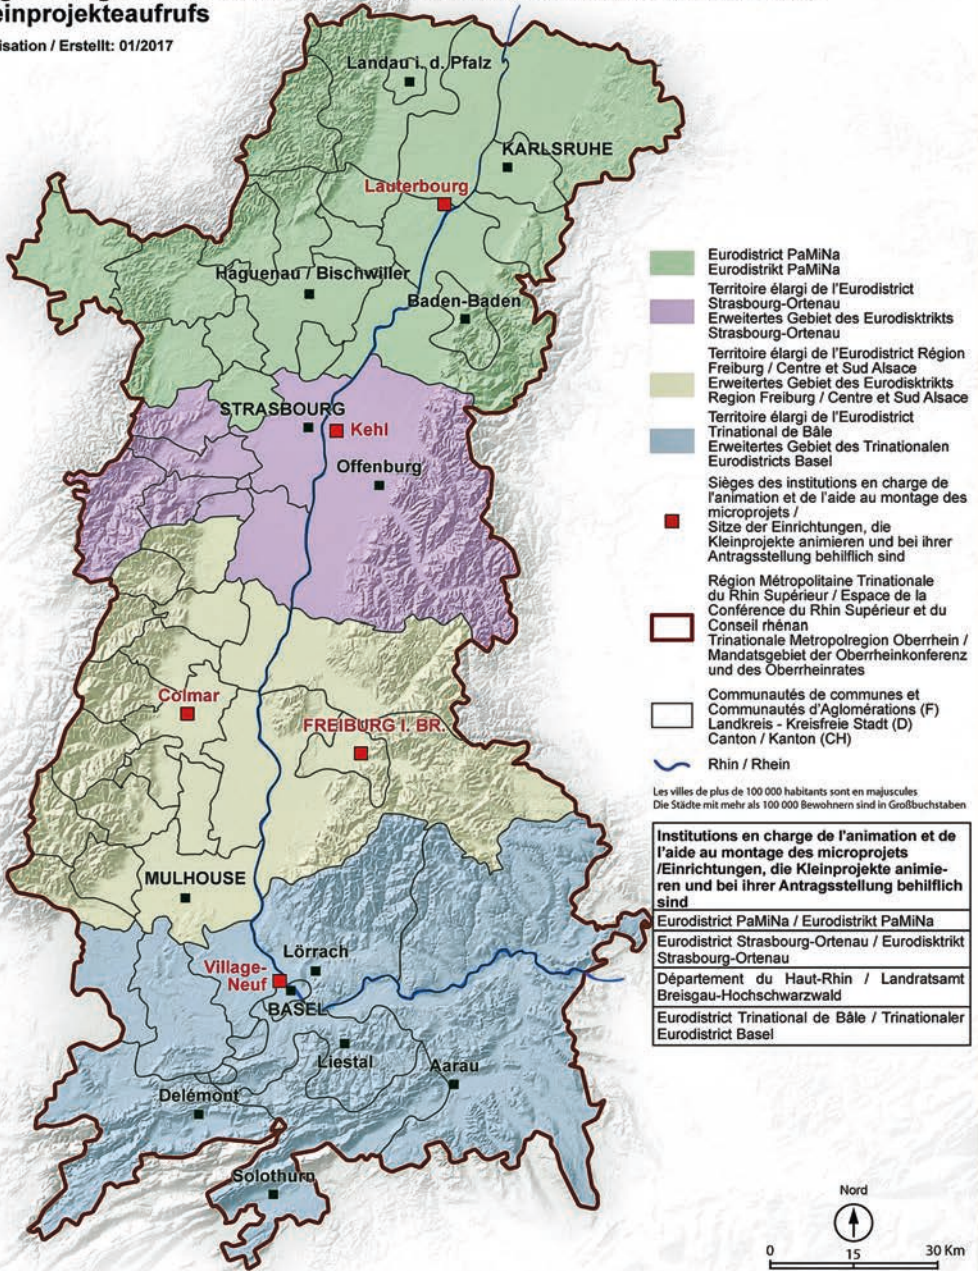 einprojekteaufrufs
isation / Erstellt: 01/2017
Landau i. d. Pfalz
KARLSRUHE
Lauterbourg
Haguenau / Bischwiller
Baden-Baden
STRASBOURG
Kehl
Offenburg
Colmar
FREIBURG I. BR.
MULHOUSE
Lörrach
Village-
Neuf
BASEL
Liestal
Aarau
Delémont
Solothurn
Eurodistrict PaMiNa
Eurodistrikt PaMiNa
Territoire élargi de l'Eurodistrict
Strasbourg-Ortenau
Erweitertes Gebiet des Eurodisktrikts
Strasbourg-Ortenau
Territoire élargi de l'Eurodistrict Région
Freiburg / Centre et Sud Alsace
Erweitertes Gebiet des Eurodisktrikts
Region Freiburg / Centre et Sud Alsace
Territoire élargi de l'Eurodistrict
Trinational de Bâle
Erweitertes Gebiet des Trinationalen
Eurodistricts Basel
Sièges des institutions en charge de
l'animation et de l'aide au montage des
microprojets /
Sitze der Einrichtungen, die
Kleinprojekte animieren und bei ihrer
Antragsstellung behilflich sind
Région Métropolitaine Trinationale
du Rhin Supérieur / Espace de la
Conférence du Rhin Supérieur et du
Conseil rhénan
Trinationale Metropolregion Oberrhein /
Mandatsgebiet der Oberrheinkonferenz
und des Oberrheinrates
Communautés de communes et
Communautés d'Aglomérations (F)
Landkreis - Kreisfreie Stadt (D)
Canton / Kanton (CH)
Rhin / Rhein
Les villes de plus de 100 000 habitants sont en majuscules
Die Städte mit mehr als 100 000 Bewohnern sind in Großbuchstaben
Institutions en charge de l'animation et de
l'aide au montage des microprojets
/Einrichtungen, die Kleinprojekte animie-
ren und bei ihrer Antragsstellung behilflich
sind
Eurodistrict PaMiNa / Eurodistrikt PaMiNa
Eurodistrict Strasbourg-Ortenau / Eurodisktrikt
Strasbourg-Ortenau
Département du Haut-Rhin / Landratsamt
Breisgau-Hochschwarzwald
Eurodistrict Trinational de Bâle / Trinationaler
Eurodistrict Basel
Nord
0 15 30 Km